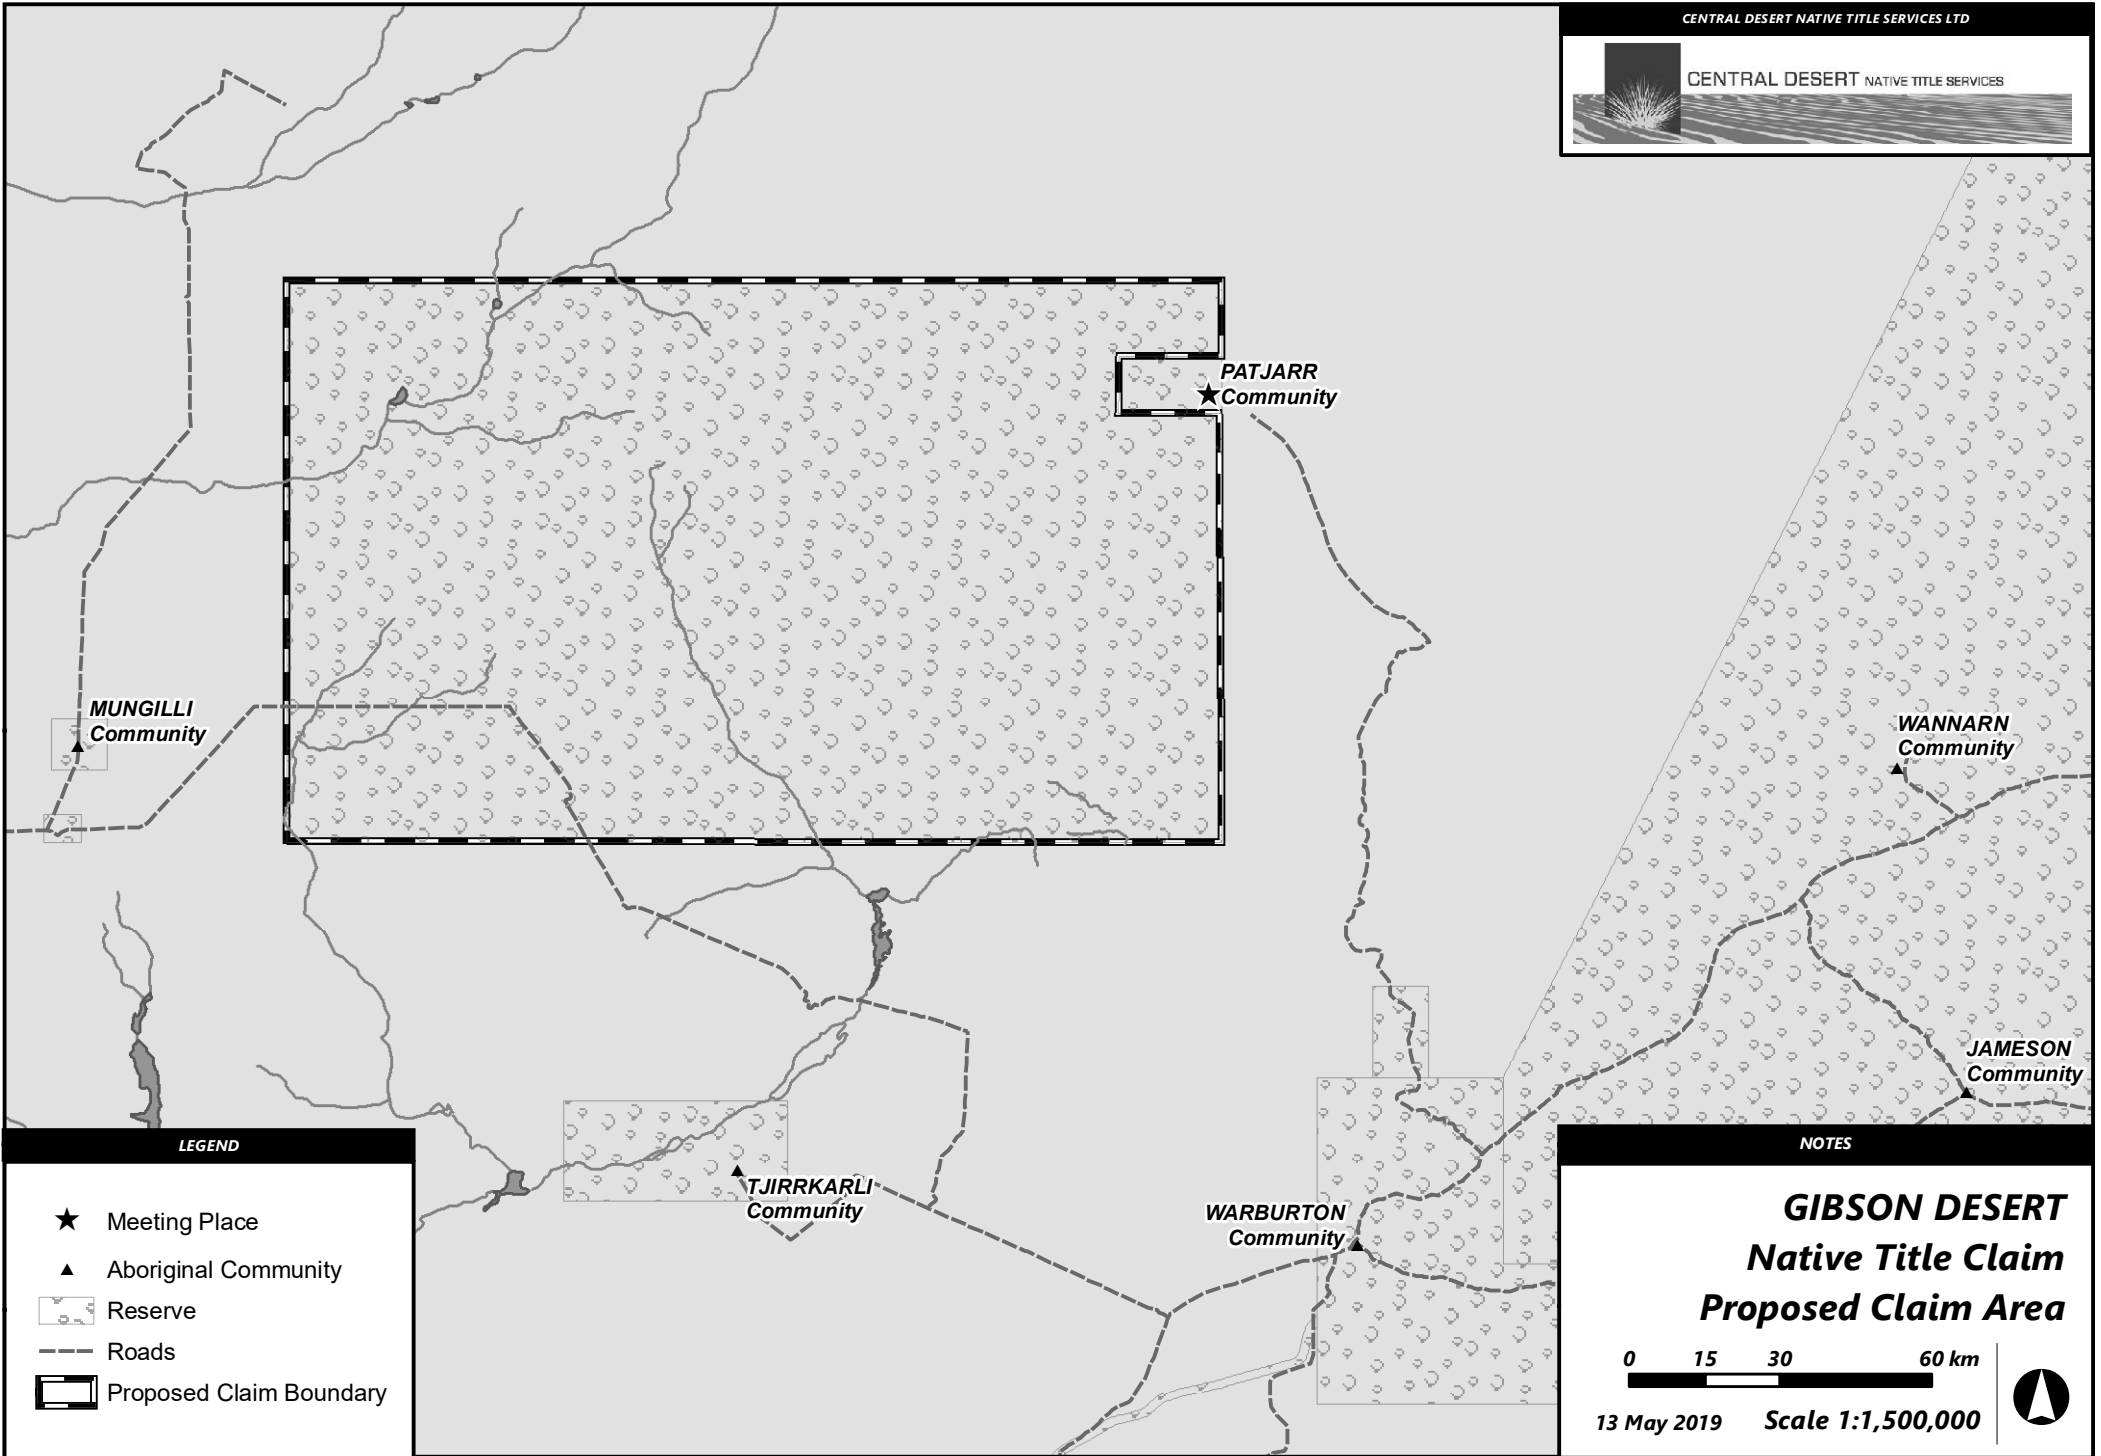 CENTRAL DESERT NATIVE TITLE SERVICES LTD
CENTRAL DESERT NATIVE TITLE SERVICES
PATJARR
Community
MUNGILLI
Community
WANNARN
Community
JAMESON
Community
TJIRRKARLI
Community
WARBURTON
Community
LEGEND
Meeting Place
Aboriginal Community
Reserve
Roads
Proposed Claim Boundary
NOTES
GIBSON DESERT
Native Title Claim
Proposed Claim Area
0 15 30 60 km
13 May 2019 Scale 1:1,500,000